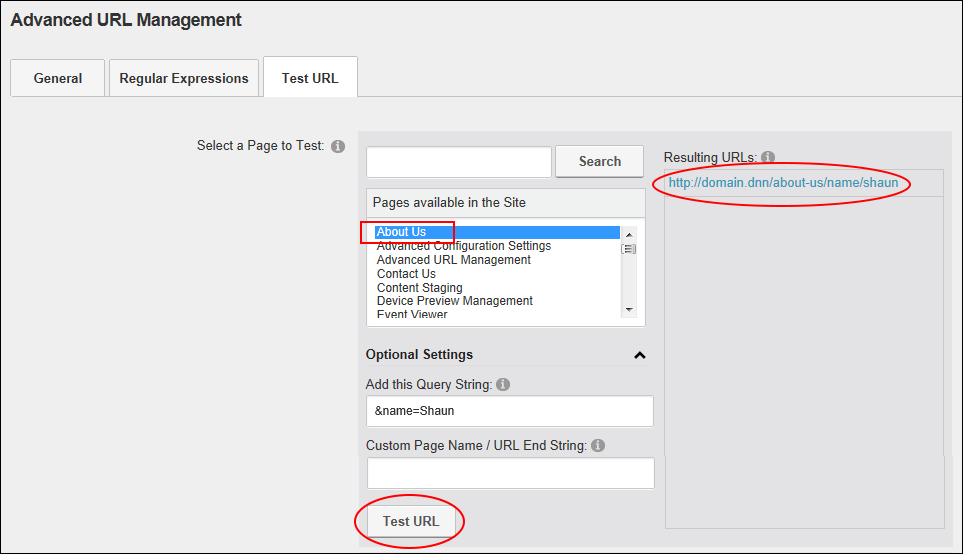 Advanced URL Management
General
Regular Expressions
Test URL
Select a Page to Test:
Search
Pages available in the Site
About Us
Advanced Configuration Settings
Advanced URL Management
Contact Us
Content Staging
Device Preview Management
Event Viewer
Optional Settings
Add this Query String:
&name=Shaun
Custom Page Name / URL End String:
Test URL
Resulting URLs:
http://domain.dnn/about-us/name/shaun